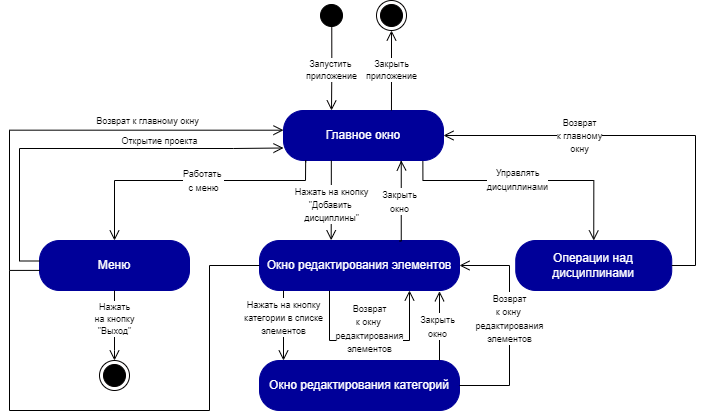 Запустить
приложение
Закрыть
приложение
Возврат к главному окну
Открытие проекта
Главное окно
Возврат
к главному
окну
Работать
с меню
Нажать на кнопку
"Добавить
дисциплины"
Закрыть
окно
Управлять
дисциплинами
Меню
Окно редактирования элементов
Операции над
дисциплинами
Нажать
на кнопку
"Выход"
Нажать на кнопку
категории в списке
элементов
Возврат
к окну
редактирования
элементов
Закрыть
окно
Возврат
к окну
редактирования
элементов
Окно редактирования категорий